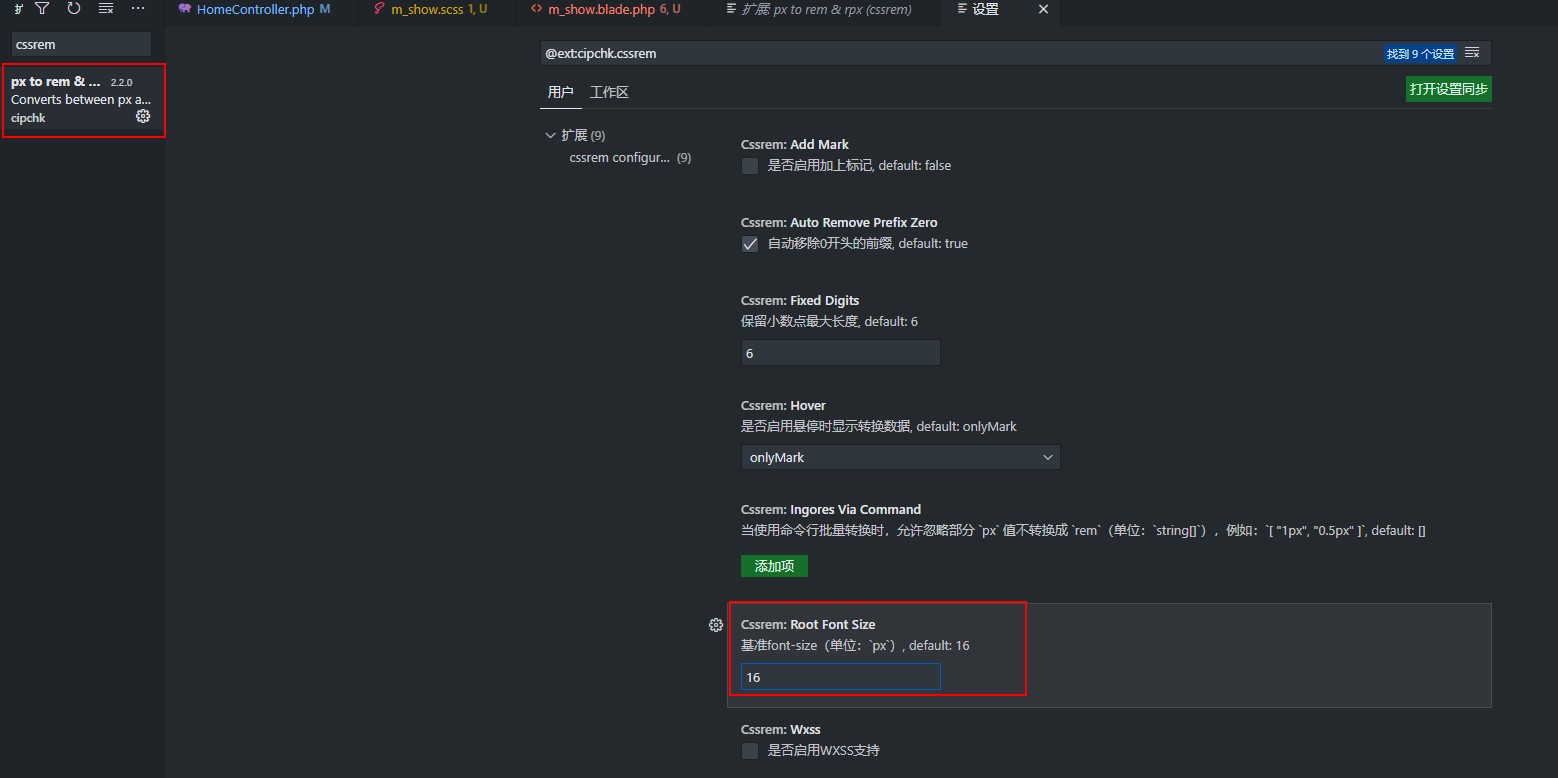 HomeController.php M
m_show.scss 1, U
m_show.blade.php 6, U
扩展: px to rem & rpx (cssrem)
设置
cssrem
px to rem & ... 2.2.0
Converts between px a...
cipchk
@ext:cipchk.cssrem
找到 9 个设置
用户
工作区
打开设置同步
扩展 (9)
cssrem configur... (9)
Cssrem: Add Mark
是否启用加上标记, default: false
Cssrem: Auto Remove Prefix Zero
自动移除0开头的前缀, default: true
Cssrem: Fixed Digits
保留小数点最大长度, default: 6
6
Cssrem: Hover
是否启用悬停时显示转换数据, default: onlyMark
onlyMark
Cssrem: Ingores Via Command
当使用命令行批量转换时，允许忽略部分 `px` 值不转换成 `rem`（单位：`string[]`），例如：`[ "1px", "0.5px" ]`, default: []
添加项
Cssrem: Root Font Size
基准font-size（单位：`px`）, default: 16
16
Cssrem: Wxss
是否启用WXSS支持